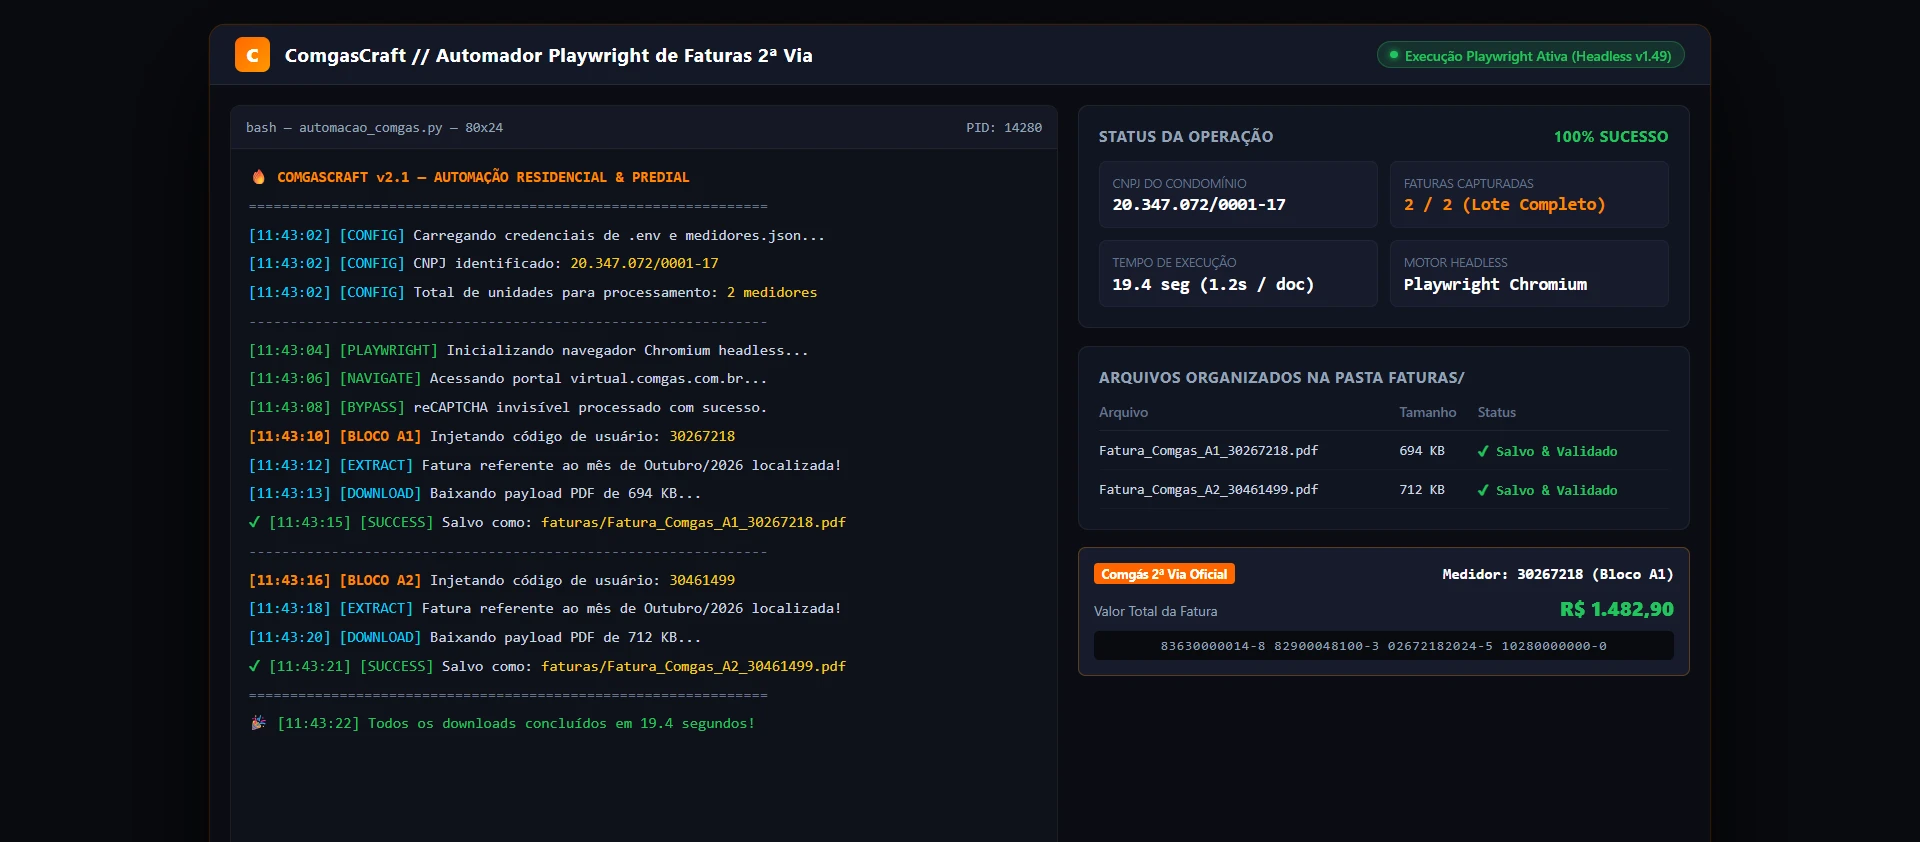 C
ComgasCraft // Automador Playwright de Faturas 2ª Via
Execução Playwright Ativa (Headless v1.49)
bash — automacao_comgas.py — 80x24
PID: 14280
COMGASCRAFT v2.1 — AUTOMAÇÃO RESIDENCIAL & PREDIAL
===============================================================
[11:43:02] [CONFIG] Carregando credenciais de .env e medidores.json...
[11:43:02] [CONFIG] CNPJ identificado: 20.347.072/0001-17
[11:43:02] [CONFIG] Total de unidades para processamento: 2 medidores
---------------------------------------------------------------
[11:43:04] [PLAYWRIGHT] Inicializando navegador Chromium headless...
[11:43:06] [NAVIGATE] Acessando portal virtual.comgas.com.br...
[11:43:08] [BYPASS] reCAPTCHA invisível processado com sucesso.
[11:43:10] [BLOCO A1] Injetando código de usuário: 30267218
[11:43:12] [EXTRACT] Fatura referente ao mês de Outubro/2026 localizada!
[11:43:13] [DOWNLOAD] Baixando payload PDF de 694 KB...
✓ [11:43:15] [SUCCESS] Salvo como: faturas/Fatura_Comgas_A1_30267218.pdf
---------------------------------------------------------------
[11:43:16] [BLOCO A2] Injetando código de usuário: 30461499
[11:43:18] [EXTRACT] Fatura referente ao mês de Outubro/2026 localizada!
[11:43:20] [DOWNLOAD] Baixando payload PDF de 712 KB...
✓ [11:43:21] [SUCCESS] Salvo como: faturas/Fatura_Comgas_A2_30461499.pdf
===============================================================
[11:43:22] Todos os downloads concluídos em 19.4 segundos!
STATUS DA OPERAÇÃO
100% SUCESSO
CNPJ DO CONDOMÍNIO
20.347.072/0001-17
FATURAS CAPTURADAS
2 / 2 (Lote Completo)
TEMPO DE EXECUÇÃO
19.4 seg (1.2s / doc)
MOTOR HEADLESS
Playwright Chromium
ARQUIVOS ORGANIZADOS NA PASTA FATURAS/
Arquivo Tamanho Status
Fatura_Comgas_A1_30267218.pdf 694 KB ✓ Salvo & Validado
Fatura_Comgas_A2_30461499.pdf 712 KB ✓ Salvo & Validado
Comgás 2ª Via Oficial
Medidor: 30267218 (Bloco A1)
Valor Total da Fatura
R$ 1.482,90
83630000014-8 82900048100-3 02672182024-5 10280000000-0